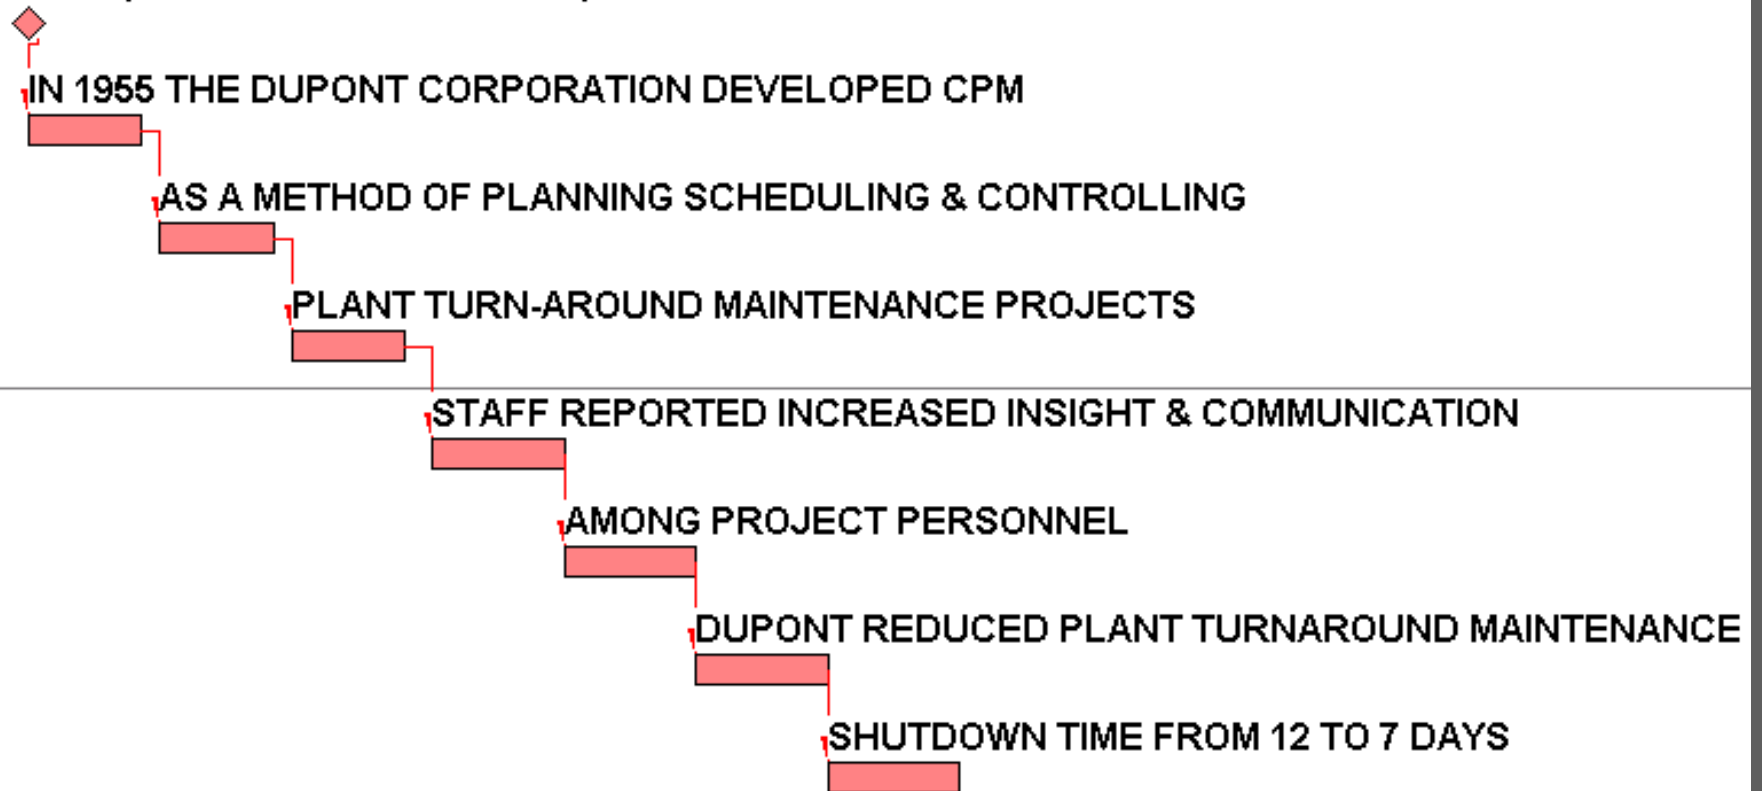 IN 1955 THE DUPONT CORPORATION DEVELOPED CPM
AS A METHOD OF PLANNING SCHEDULING & CONTROLLING
PLANT TURN-AROUND MAINTENANCE PROJECTS
STAFF REPORTED INCREASED INSIGHT & COMMUNICATION
AMONG PROJECT PERSONNEL
DUPONT REDUCED PLANT TURNAROUND MAINTENANCE
SHUTDOWN TIME FROM 12 TO 7 DAYS